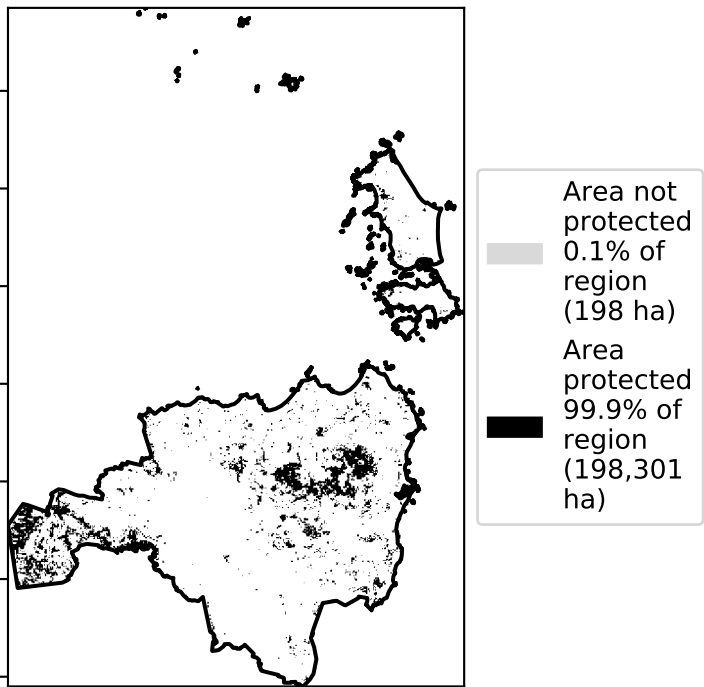 Area not
protected
0.1% of
region
(198 ha)
Area
protected
99.9% of
region
(198,301
ha)